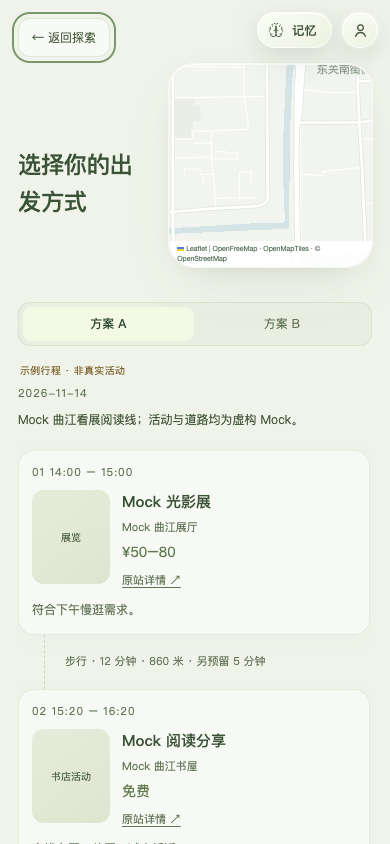 ← 返回探索
记忆
东关南街
选择你的出
发方式
Leaflet | OpenFreeMap · OpenMapTiles · ©
OpenStreetMap
方案 A
方案 B
示例行程 · 非真实活动
2026-11-14
Mock 曲江看展阅读线；活动与道路均为虚构 Mock。
01 14:00 — 15:00
展览
Mock 光影展
Mock 曲江展厅
¥50—80
原站详情 ↗
符合下午慢逛需求。
步行 · 12 分钟 · 860 米 · 另预留 5 分钟
02 15:20 — 16:20
书店活动
Mock 阅读分享
Mock 曲江书屋
免费
原站详情 ↗